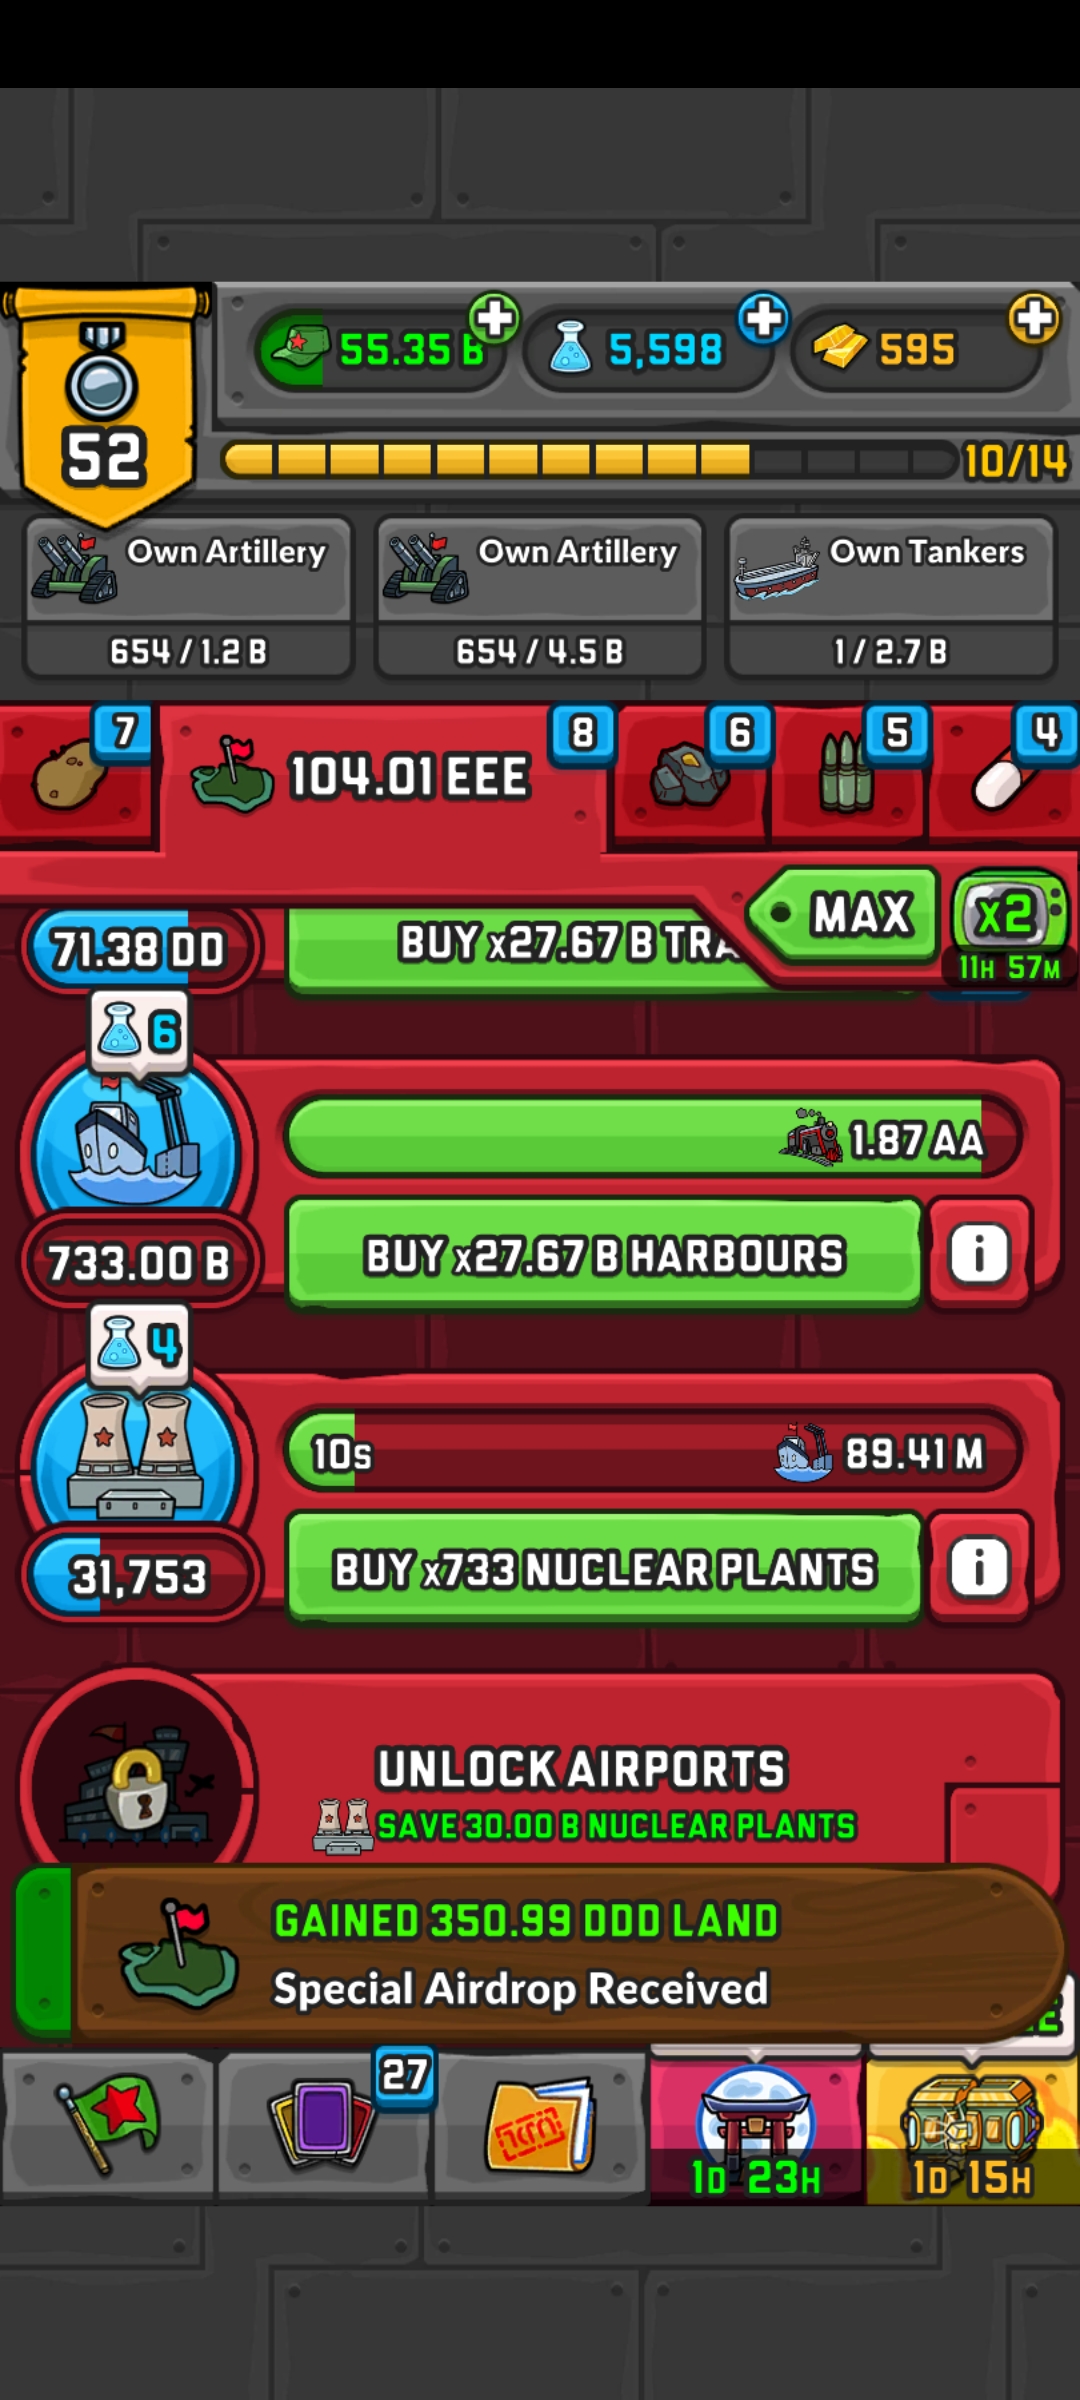 55.35 B
5,598
595
52
10/14
Own Artillery
Own Artillery
Own Tankers
654 / 1.2 B
654 / 4.5 B
1 / 2.7 B
7
104.01 EEE
8
6
5
4
MAX
x2
11H 57M
71.38 DD
BUY x27.67 B TRA
6
1.87 AA
733.00 B
BUY x27.67 B HARBOURS
i
4
10s
89.41 M
31,753
BUY x733 NUCLEAR PLANTS
i
UNLOCK AIRPORTS
SAVE 30.00 B NUCLEAR PLANTS
GAINED 350.99 DDD LAND
Special Airdrop Received
27
1D 23H
1D 15H